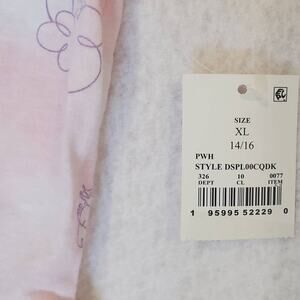 SIZE
XL
14/16
PWH
STYLE DSPL00CQDK
326 10 0077
DEPT CL ITEM
1 95995 52229 0